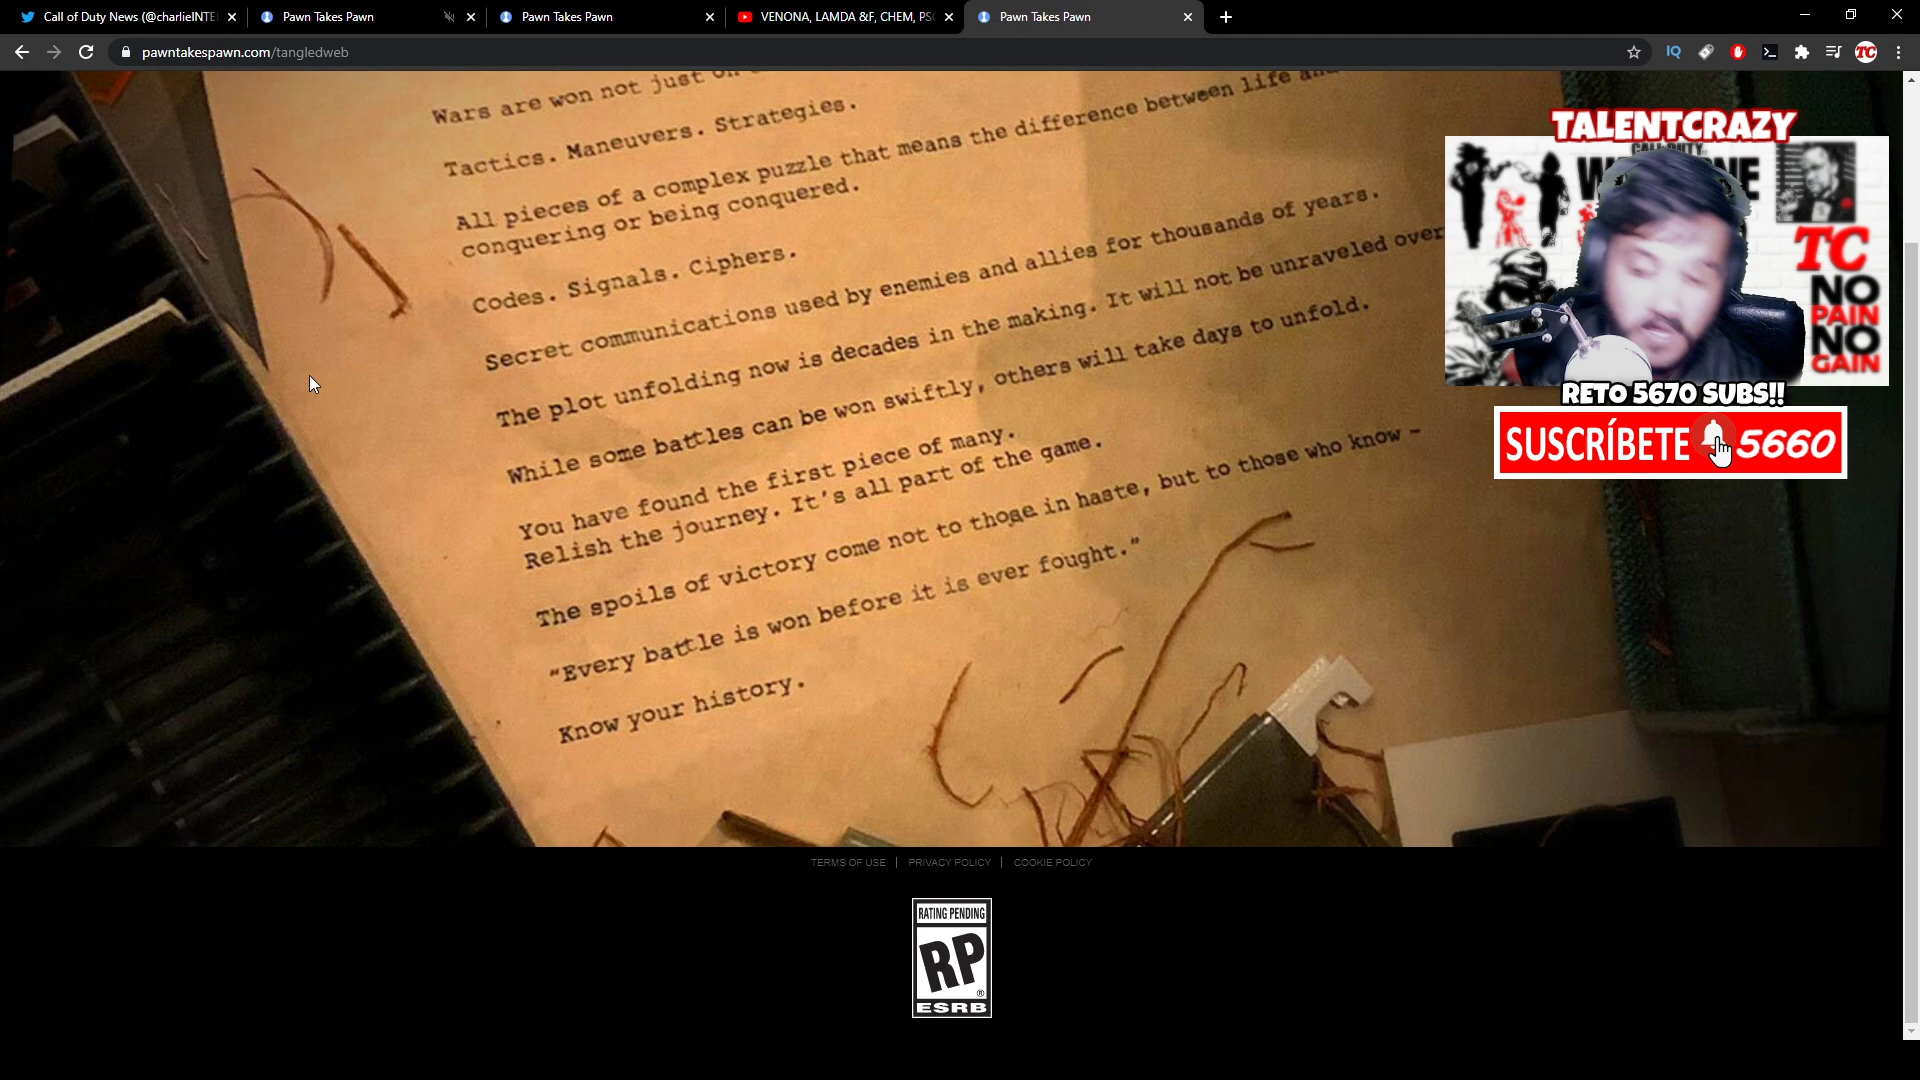 Call of Duty News (@charlieINTE
Pawn Takes Pawn
Pawn Takes Pawn
VENONA, LAMDA &F, CHEM, PS
Pawn Takes Pawn
pawntakespawn.com/tangledweb
IQ
TC
Wars are won not just on
Tactics. Maneuvers. Strategies.
All pieces of a complex puzzle that means the difference between life and
conquering or being conquered.
Codes. Signals. Ciphers.
Secret communications used by enemies and allies for thousands of years.
The plot unfolding now is decades in the making. It will not be unraveled over
While some battles can be won swiftly, others will take days to unfold.
You have found the first piece of many.
Relish the journey. It's all part of the game.
The spoils of victory come not to those in haste, but to those who know –
"Every battle is won before it is ever fought."
Know your history.
TALENTCRAZY
CALL OF DUTY
TC
NO
PAIN
NO
GAIN
RETO 5670 SUBS!!
SUSCRÍBETE 5660
TERMS OF USE | PRIVACY POLICY | COOKIE POLICY
RATING PENDING
RP
ESRB